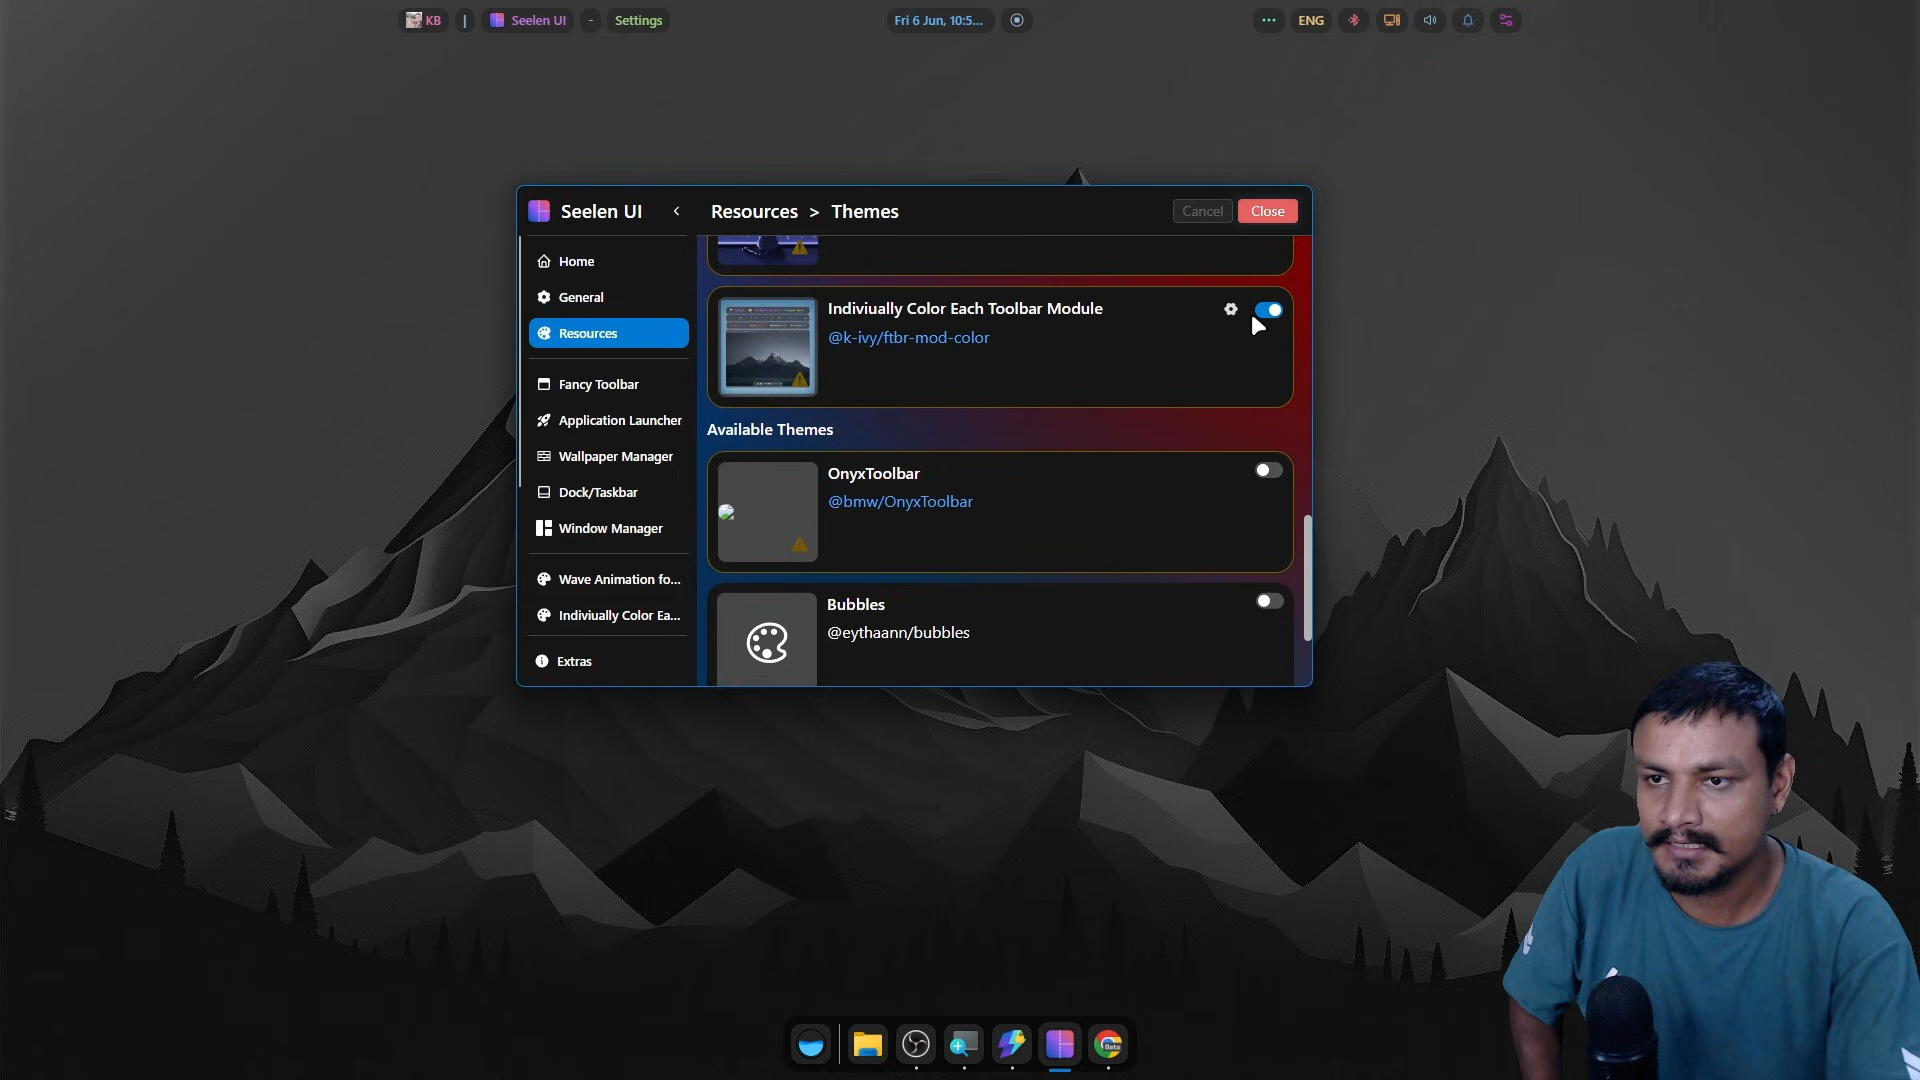 KB | Seelen UI - Settings
Fri 6 Jun, 10:5...
ENG
Seelen UI
Resources > Themes
Cancel
Close
Home
General
Resources
Fancy Toolbar
Application Launcher
Wallpaper Manager
Dock/Taskbar
Window Manager
Wave Animation fo...
Indiviually Color Ea...
Extras
Indiviually Color Each Toolbar Module
@k-ivy/ftbr-mod-color
Available Themes
OnyxToolbar
@bmw/OnyxToolbar
Bubbles
@eythaann/bubbles
Beta